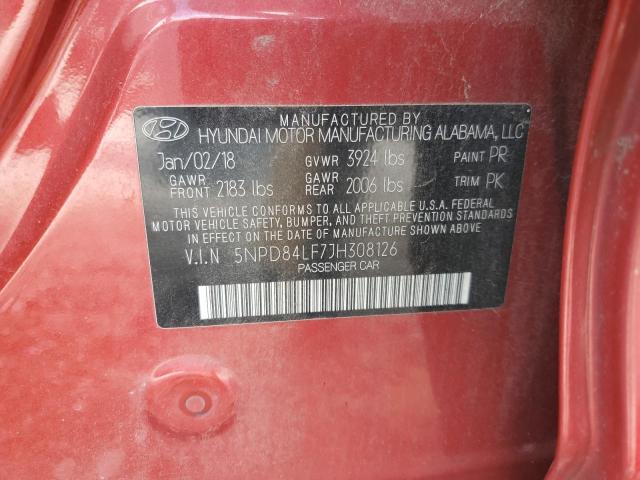 MANUFACTURED BY
HYUNDAI MOTOR MANUFACTURING ALABAMA, LLC
Jan/02/18 GVWR 3924 lbs PAINT PR
GAWR FRONT 2183 lbs GAWR REAR 2006 lbs TRIM PK
THIS VEHICLE CONFORMS TO ALL APPLICABLE U.S.A. FEDERAL
MOTOR VEHICLE SAFETY, BUMPER, AND THEFT PREVENTION STANDARDS
IN EFFECT ON THE DATE OF MANUFACTURE SHOWN ABOVE.
V.I.N 5NPD84LF7JH308126
PASSENGER CAR